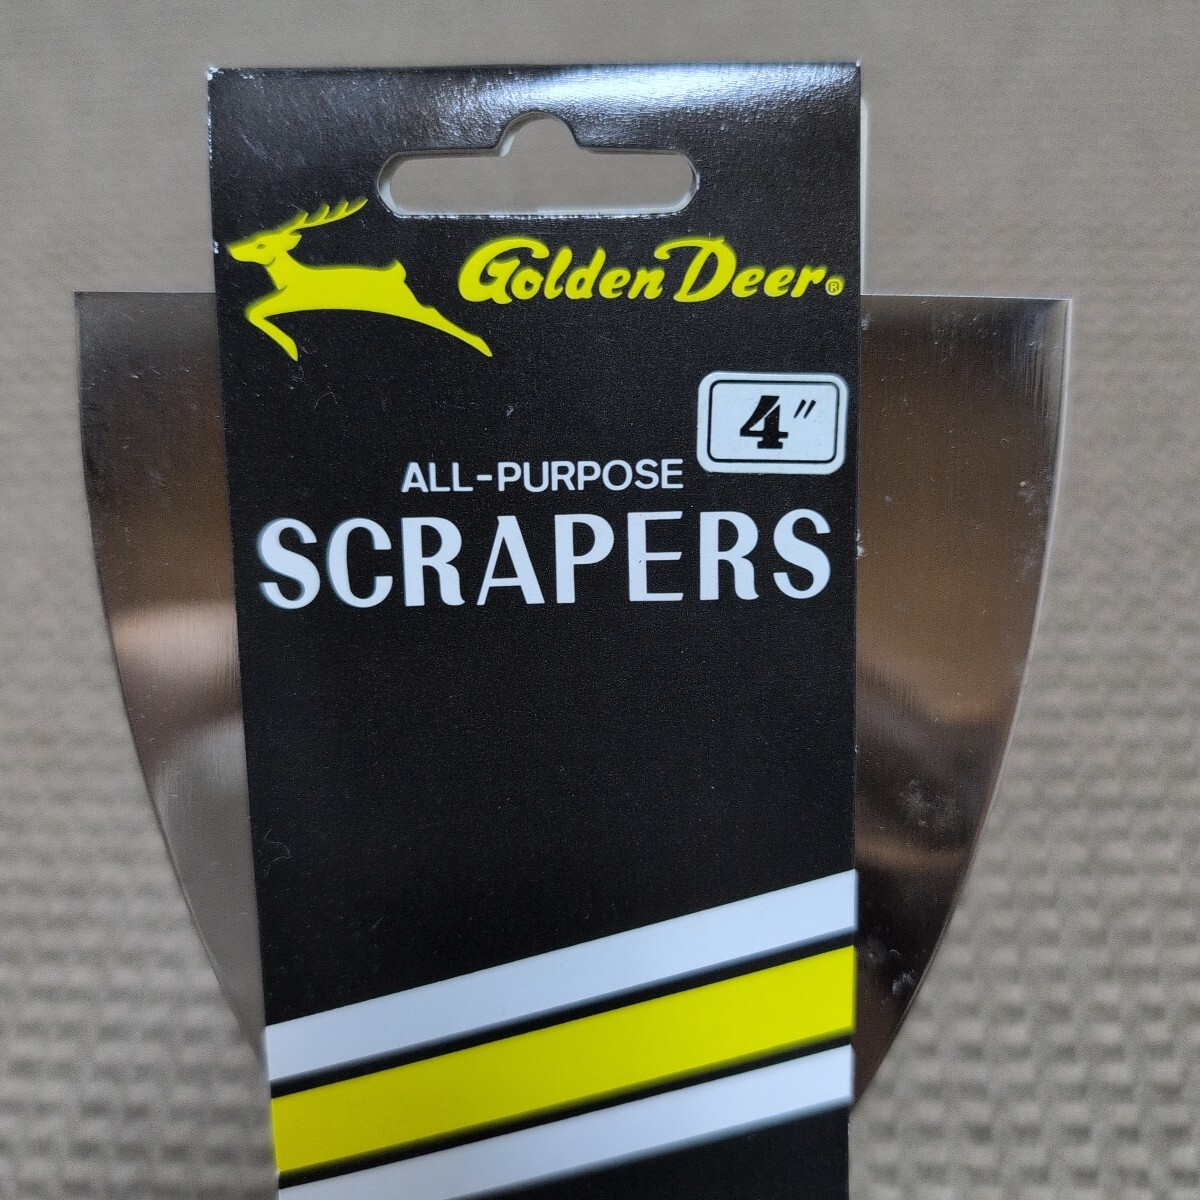 Golden Deer®
4"
ALL-PURPOSE
SCRAPERS